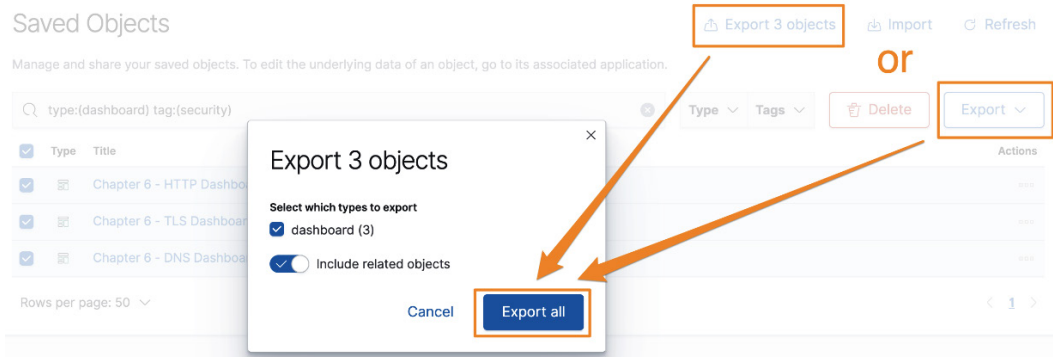 Saved Objects
Export 3 objects
Import
Refresh
or
Manage and share your saved objects. To edit the underlying data of an object, go to its associated application.
type:(dashboard) tag:(security)
Type
Tags
Delete
Export
Type Title Actions
Chapter 6 - HTTP Dashbo
Chapter 6 - TLS Dashboar
Chapter 6 - DNS Dashboa
Export 3 objects
Select which types to export
dashboard (3)
Include related objects
Cancel
Export all
Rows per page: 50
1